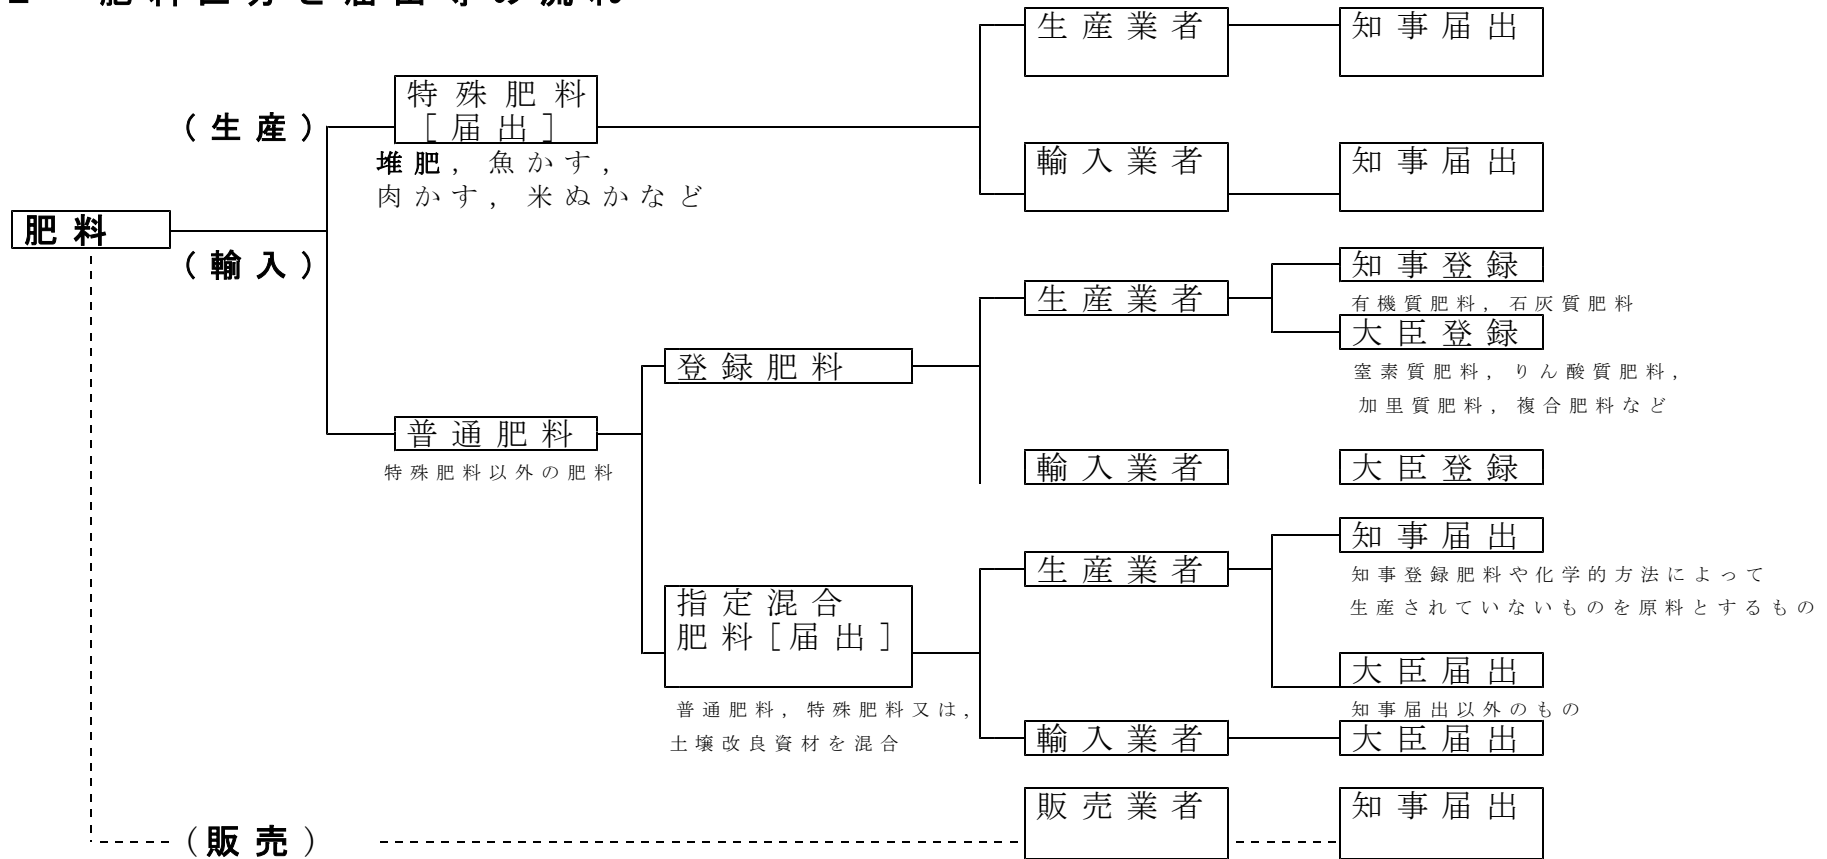 肥料区分と届出等の流れ
生産業者
知事届出
特殊肥料
[届出]
(生産)
堆肥，魚かす，
肉かす，米ぬかなど
輸入業者
知事届出
肥料
(輸入)
知事登録
有機質肥料，石灰質肥料
生産業者
大臣登録
窒素質肥料，りん酸質肥料，
加里質肥料，複合肥料など
登録肥料
普通肥料
特殊肥料以外の肥料
輸入業者
大臣登録
知事届出
知事登録肥料や化学的方法によって
生産されていないものを原料とするもの
生産業者
指定混合
肥料[届出]
大臣届出
知事届出以外のもの
普通肥料，特殊肥料又は，
土壌改良資材を混合
輸入業者
大臣届出
販売業者
知事届出
(販売)